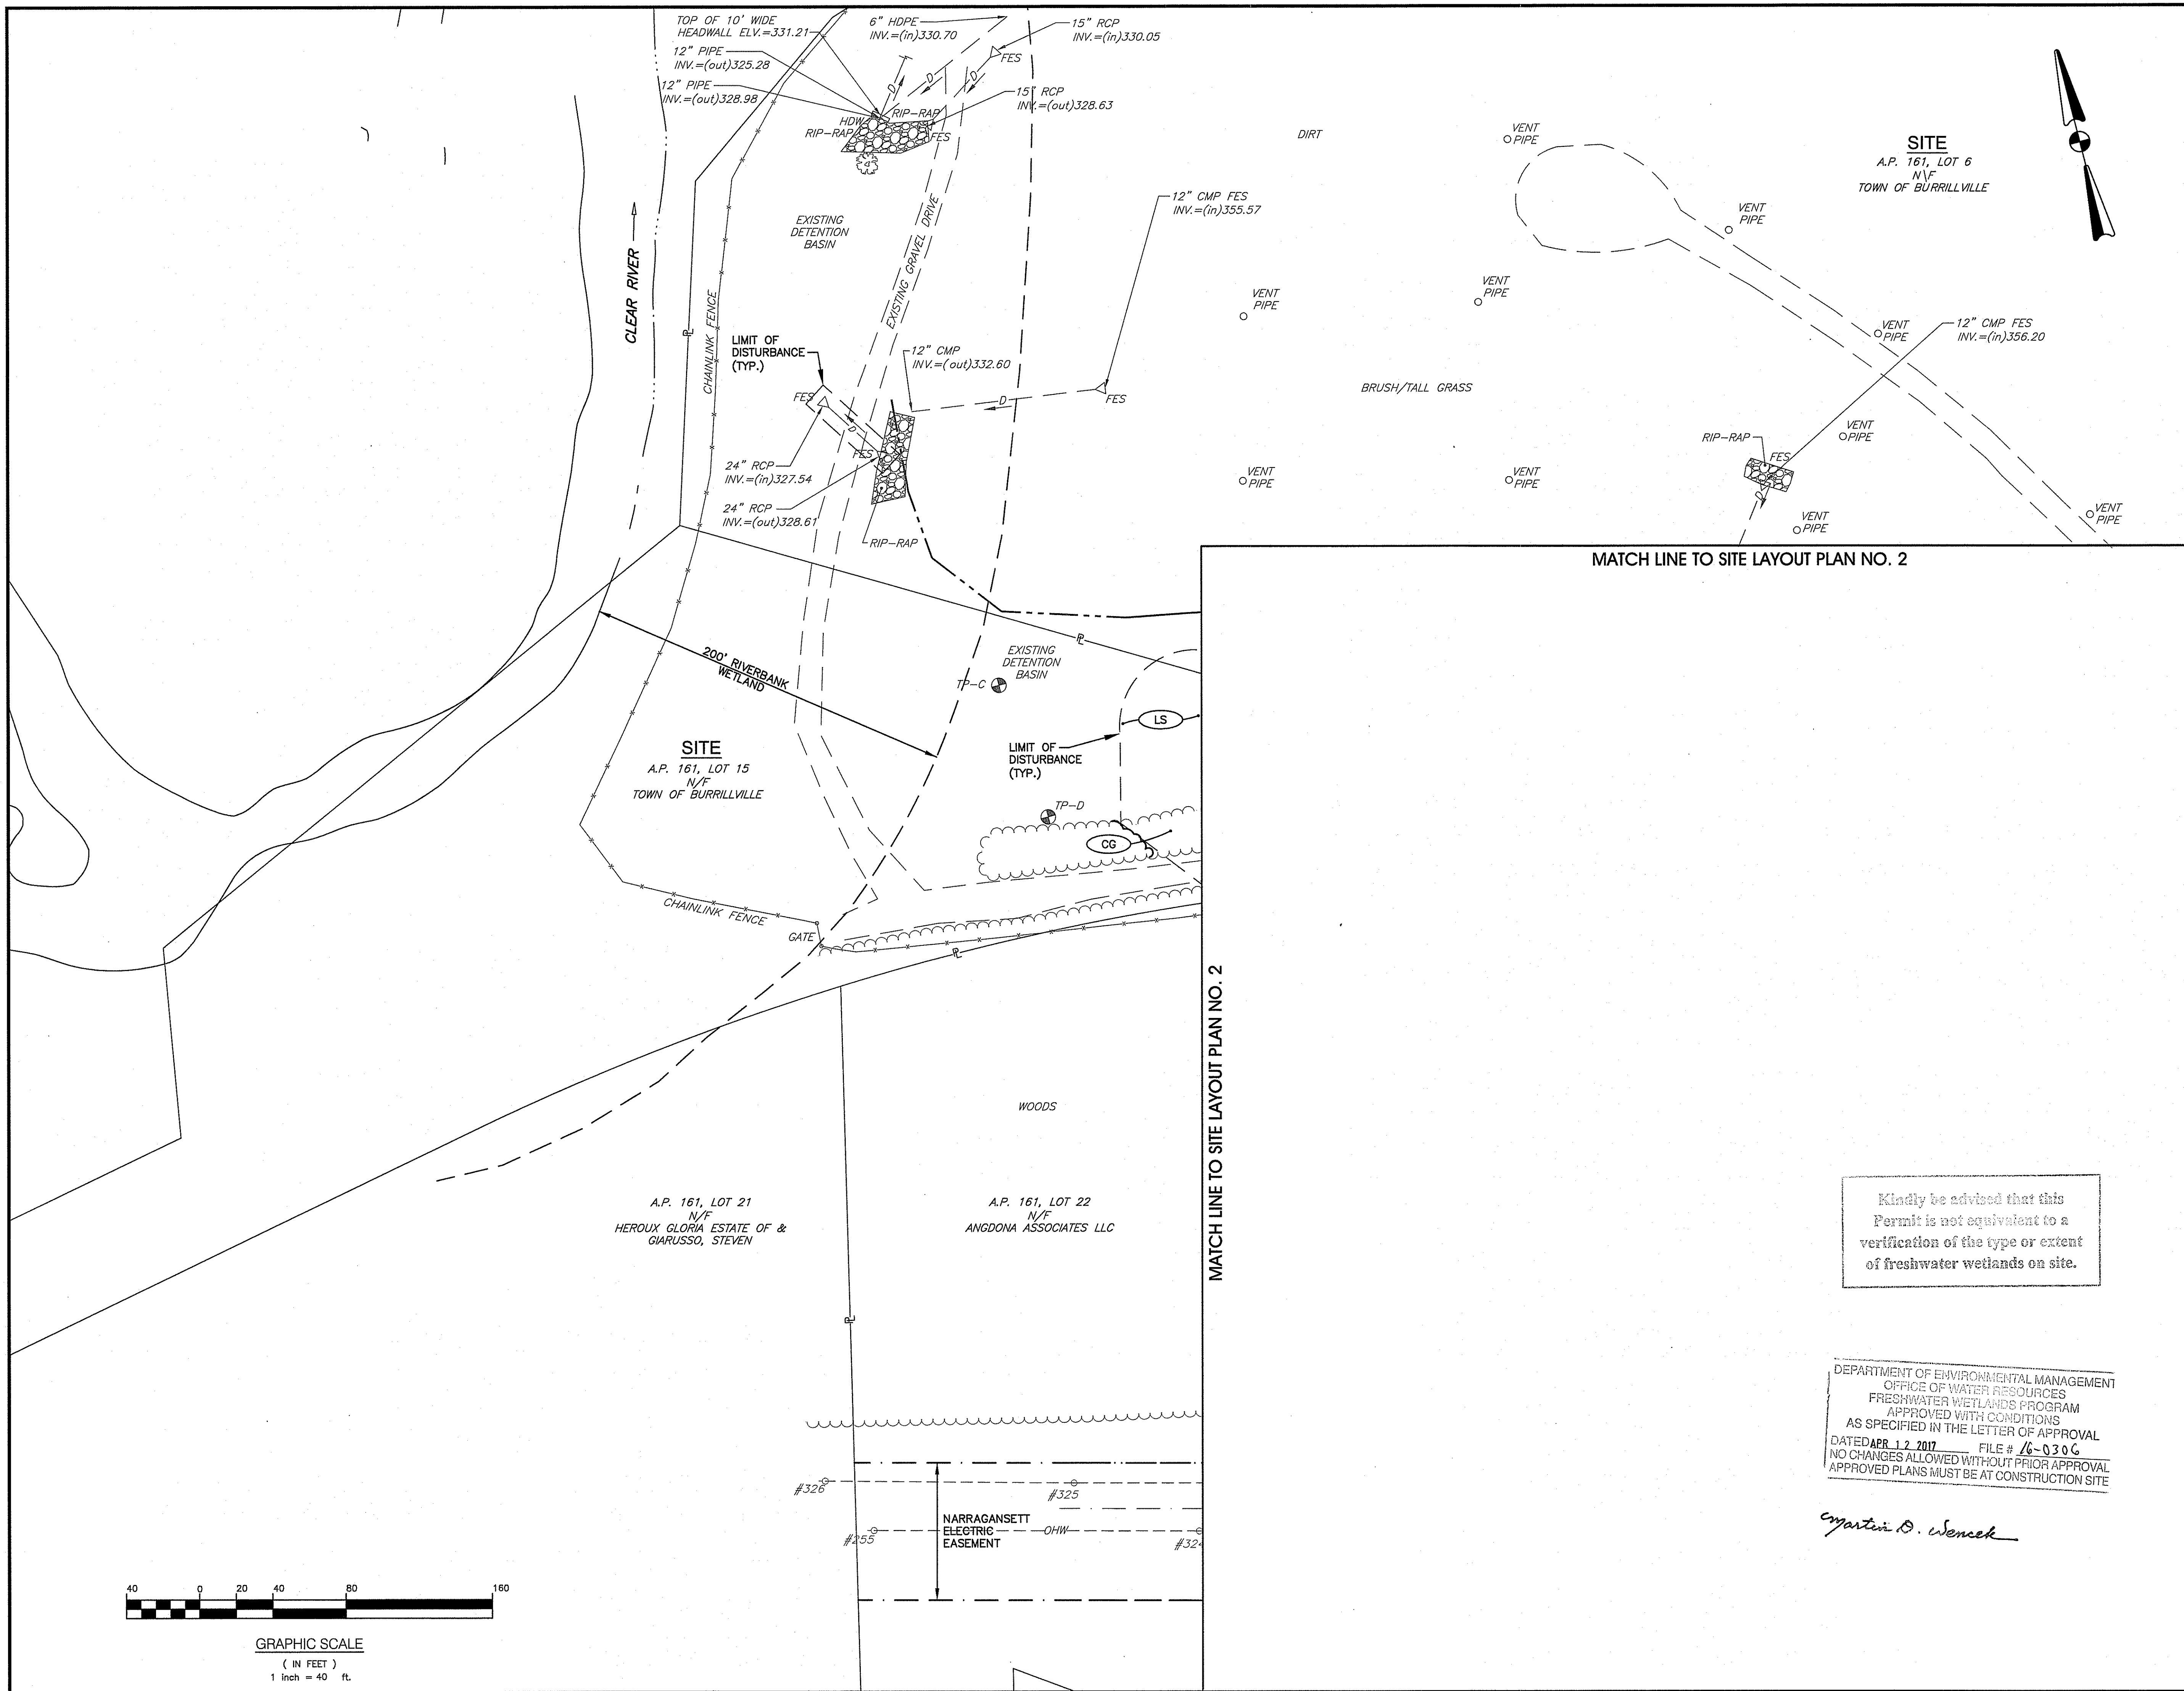 TOP OF 10' WIDE
HEADWALL ELV.=331.21
12" PIPE
INV.=(out)325.28
12" PIPE
INV.=(out)328.98
6" HDPE
INV.=(in)330.70
15" RCP
INV.=(in)330.05
FES
D
D
D
15" RCP
INV.=(out)328.63
HDW
RIP-RAP
RIP-RAP
FES
DIRT
VENT
PIPE
SITE
A.P. 161, LOT 6
N\F
TOWN OF BURRILLVILLE
CLEAR RIVER
CHAINLINK FENCE
PL
EXISTING
DETENTION
BASIN
EXISTING GRAVEL DRIVE
12" CMP FES
INV.=(in)355.57
VENT
PIPE
VENT
PIPE
VENT
PIPE
VENT
PIPE
12" CMP FES
INV.=(in)356.20
LIMIT OF
DISTURBANCE
(TYP.)
12" CMP
INV.=(out)332.60
D
FES
BRUSH/TALL GRASS
FES
D
FES
24" RCP
INV.=(in)327.54
24" RCP
INV.=(out)328.61
RIP-RAP
VENT
PIPE
VENT
PIPE
VENT
PIPE
RIP-RAP
FES
D
VENT
PIPE
VENT
PIPE
MATCH LINE TO SITE LAYOUT PLAN NO. 2
200' RIVERBANK
WETLAND
PL
EXISTING
DETENTION
BASIN
TP-C
LS
SITE
A.P. 161, LOT 15
N/F
TOWN OF BURRILLVILLE
LIMIT OF
DISTURBANCE
(TYP.)
TP-D
CG
CHAINLINK FENCE
GATE
PL
MATCH LINE TO SITE LAYOUT PLAN NO. 2
WOODS
A.P. 161, LOT 21
N/F
HEROUX GLORIA ESTATE OF &
GIARUSSO, STEVEN
A.P. 161, LOT 22
N/F
ANGDONA ASSOCIATES LLC
PL
Kindly be advised that this
Permit is not equivalent to a
verification of the type or extent
of freshwater wetlands on site.
DEPARTMENT OF ENVIRONMENTAL MANAGEMENT
OFFICE OF WATER RESOURCES
FRESHWATER WETLANDS PROGRAM
APPROVED WITH CONDITIONS
AS SPECIFIED IN THE LETTER OF APPROVAL
DATED APR 12 2017 FILE # 16-0306
NO CHANGES ALLOWED WITHOUT PRIOR APPROVAL
APPROVED PLANS MUST BE AT CONSTRUCTION SITE
Martin D. Wencek
#326
#325
NARRAGANSETT
ELECTRIC
EASEMENT
OHW
#255
#324
40 0 20 40 80 160
GRAPHIC SCALE
( IN FEET )
1 inch = 40 ft.